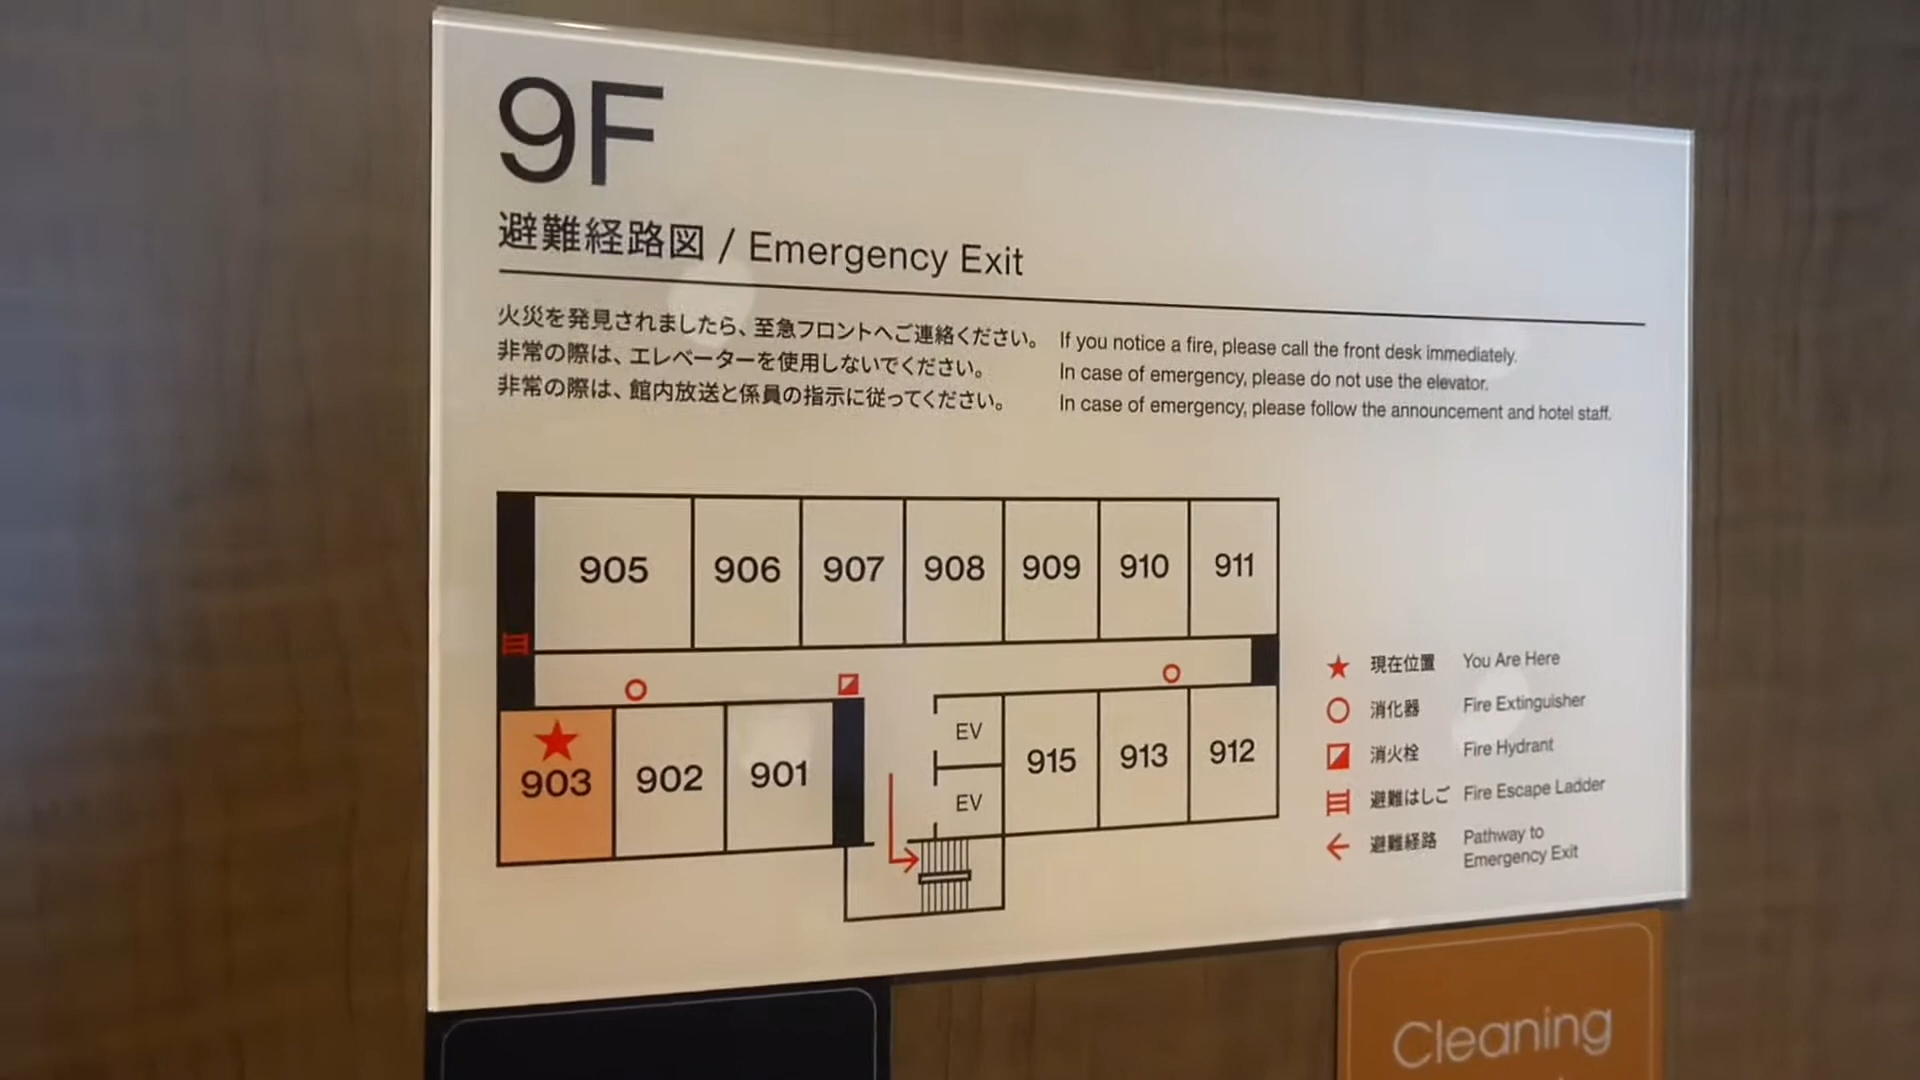 9F
避難経路図 / Emergency Exit
火災を発見されましたら、至急フロントへご連絡ください。
非常の際は、エレベーターを使用しないでください。
非常の際は、館内放送と係員の指示に従ってください。
If you notice a fire, please call the front desk immediately.
In case of emergency, please do not use the elevator.
In case of emergency, please follow the announcement and hotel staff.
905 906 907 908 909 910 911
903 902 901 EV EV 915 913 912
現在位置 You Are Here
消化器 Fire Extinguisher
消火栓 Fire Hydrant
避難はしご Fire Escape Ladder
避難経路 Pathway to
Emergency Exit
Cleaning